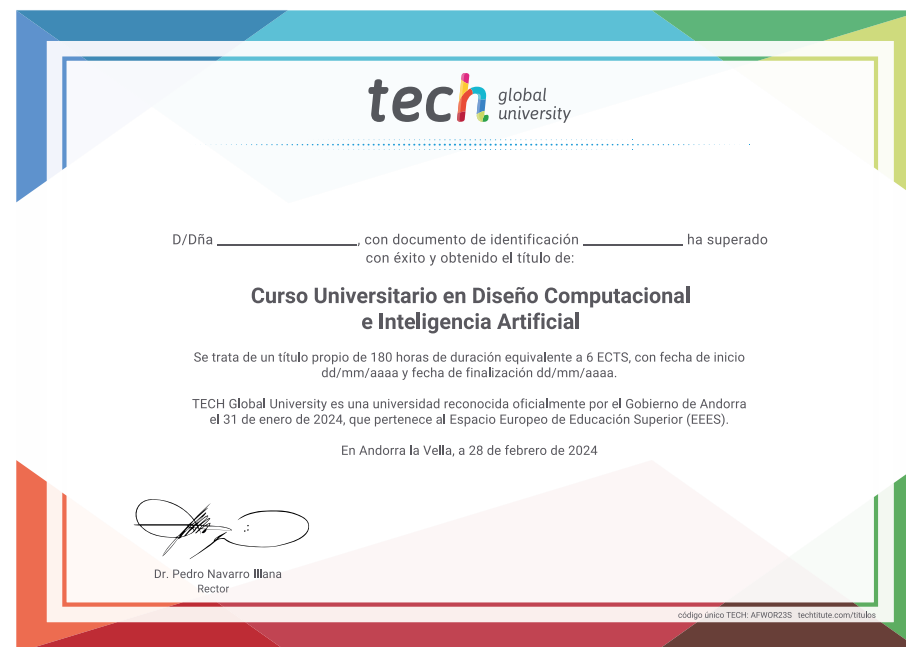 tech global university
D/Dña ____________________, con documento de identificación ______________ ha superado
con éxito y obtenido el título de:
Curso Universitario en Diseño Computacional
e Inteligencia Artificial
Se trata de un título propio de 180 horas de duración equivalente a 6 ECTS, con fecha de inicio
dd/mm/aaaa y fecha de finalización dd/mm/aaaa.
TECH Global University es una universidad reconocida oficialmente por el Gobierno de Andorra
el 31 de enero de 2024, que pertenece al Espacio Europeo de Educación Superior (EEES).
En Andorra la Vella, a 28 de febrero de 2024
Dr. Pedro Navarro Illana
Rector
código único TECH: AFWOR23S techtitute.com/titulos